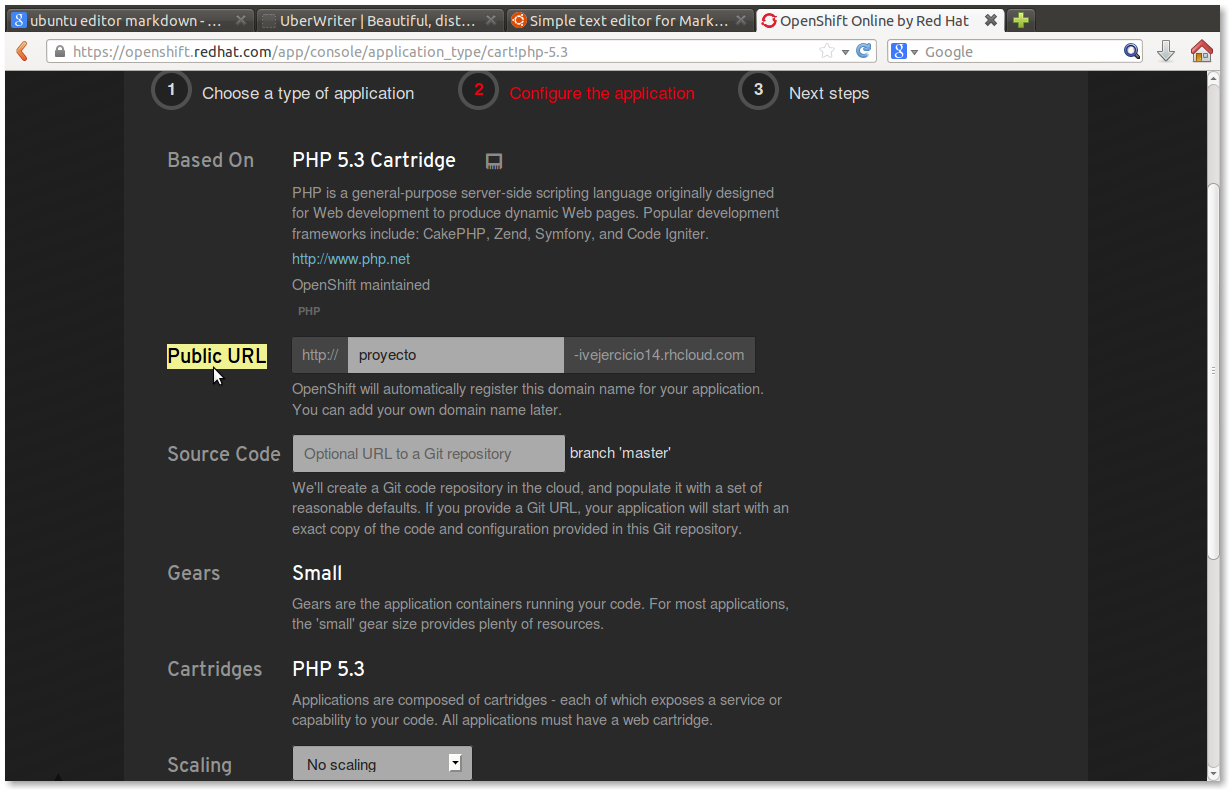 ubuntu editor markdown - ...
UberWriter | Beautiful, dist...
Simple text editor for Mark...
OpenShift Online by Red Hat
https://openshift.redhat.com/app/console/application_type/cart!php-5.3
Google
1 Choose a type of application
2 Configure the application
3 Next steps
Based On
PHP 5.3 Cartridge
PHP is a general-purpose server-side scripting language originally designed
for Web development to produce dynamic Web pages. Popular development
frameworks include: CakePHP, Zend, Symfony, and Code Igniter.
http://www.php.net
OpenShift maintained
PHP
Public URL
http:// proyecto -ivejercicio14.rhcloud.com
OpenShift will automatically register this domain name for your application.
You can add your own domain name later.
Source Code
Optional URL to a Git repository branch 'master'
We'll create a Git code repository in the cloud, and populate it with a set of
reasonable defaults. If you provide a Git URL, your application will start with an
exact copy of the code and configuration provided in this Git repository.
Gears
Small
Gears are the application containers running your code. For most applications,
the 'small' gear size provides plenty of resources.
Cartridges
PHP 5.3
Applications are composed of cartridges - each of which exposes a service or
capability to your code. All applications must have a web cartridge.
Scaling
No scaling